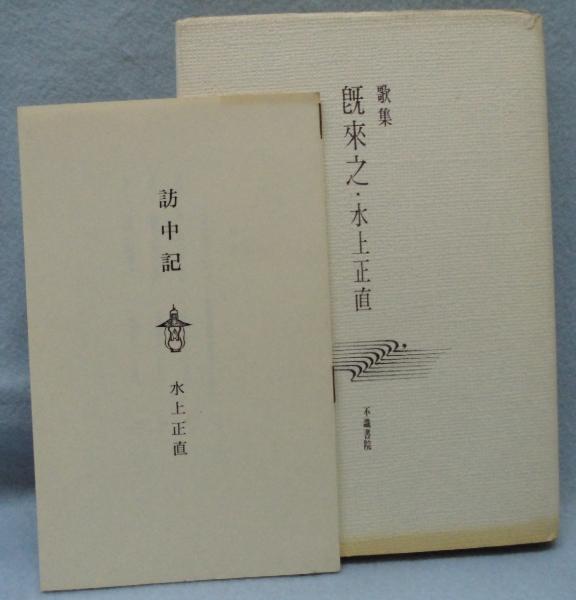 歌集
既來之・水上正直
不識書院
訪中記
水上正直